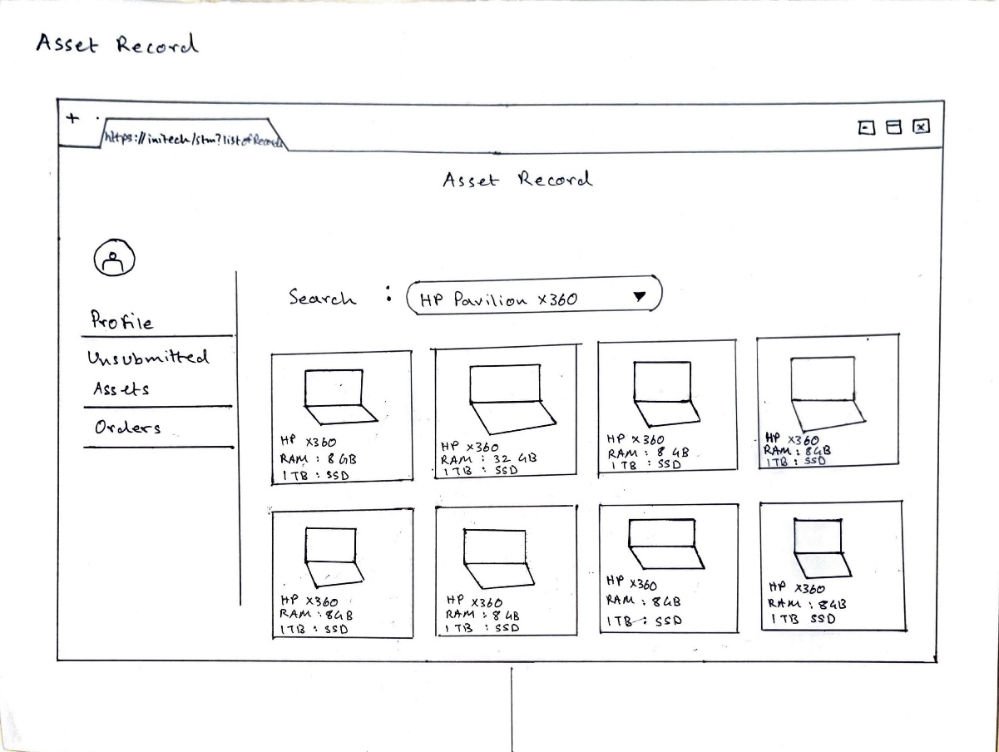 Asset Record
+
https://initech/stm?listofRecords
Asset Record
Search : HP Pavilion x360
Profile
Unsubmitted
Assets
Orders
HP x360
RAM : 8 GB
1TB : SSD
HP x360
RAM : 32 GB
1TB : SSD
HP x360
RAM : 8 GB
1TB : SSD
HP x360
RAM : 8GB
1TB : SSD
HP x360
RAM : 8GB
1TB : SSD
HP x360
RAM : 8 GB
1TB : SSD
HP x360
RAM : 8GB
1TB : SSD
HP x360
RAM : 8GB
1TB SSD